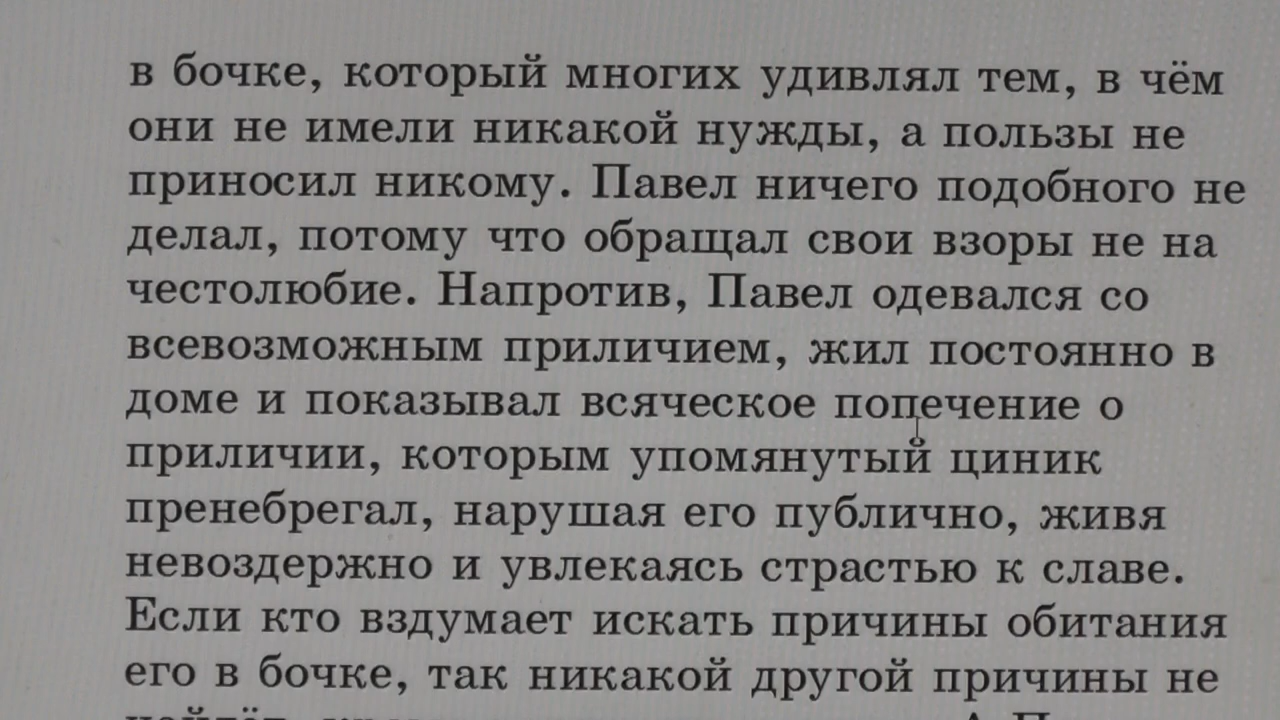 в бочке, который многих удивлял тем, в чём
они не имели никакой нужды, а пользы не
приносил никому. Павел ничего подобного не
делал, потому что обращал свои взоры не на
честолюбие. Напротив, Павел одевался со
всевозможным приличием, жил постоянно в
доме и показывал всяческое попечение о
приличии, которым упомянутый циник
пренебрегал, нарушая его публично, живя
невоздержно и увлекаясь страстью к славе.
Если кто вздумает искать причины обитания
его в бочке, так никакой другой причины не